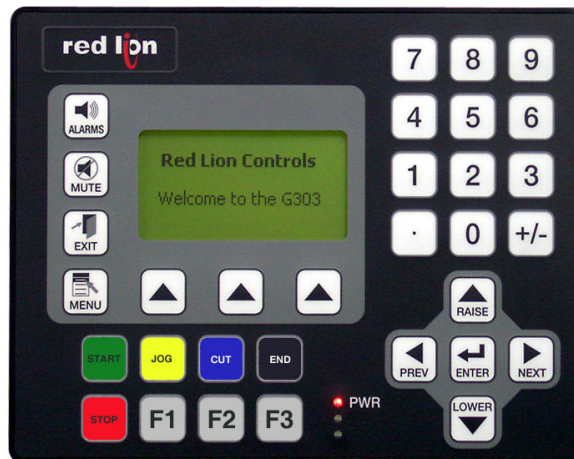 red lion
7 8 9
ALARMS
4 5 6
Red Lion Controls
MUTE
1 2 3
Welcome to the G303
EXIT
. 0 +/-
MENU
RAISE
START JOG CUT END
PREV ENTER NEXT
STOP F1 F2 F3
PWR
LOWER